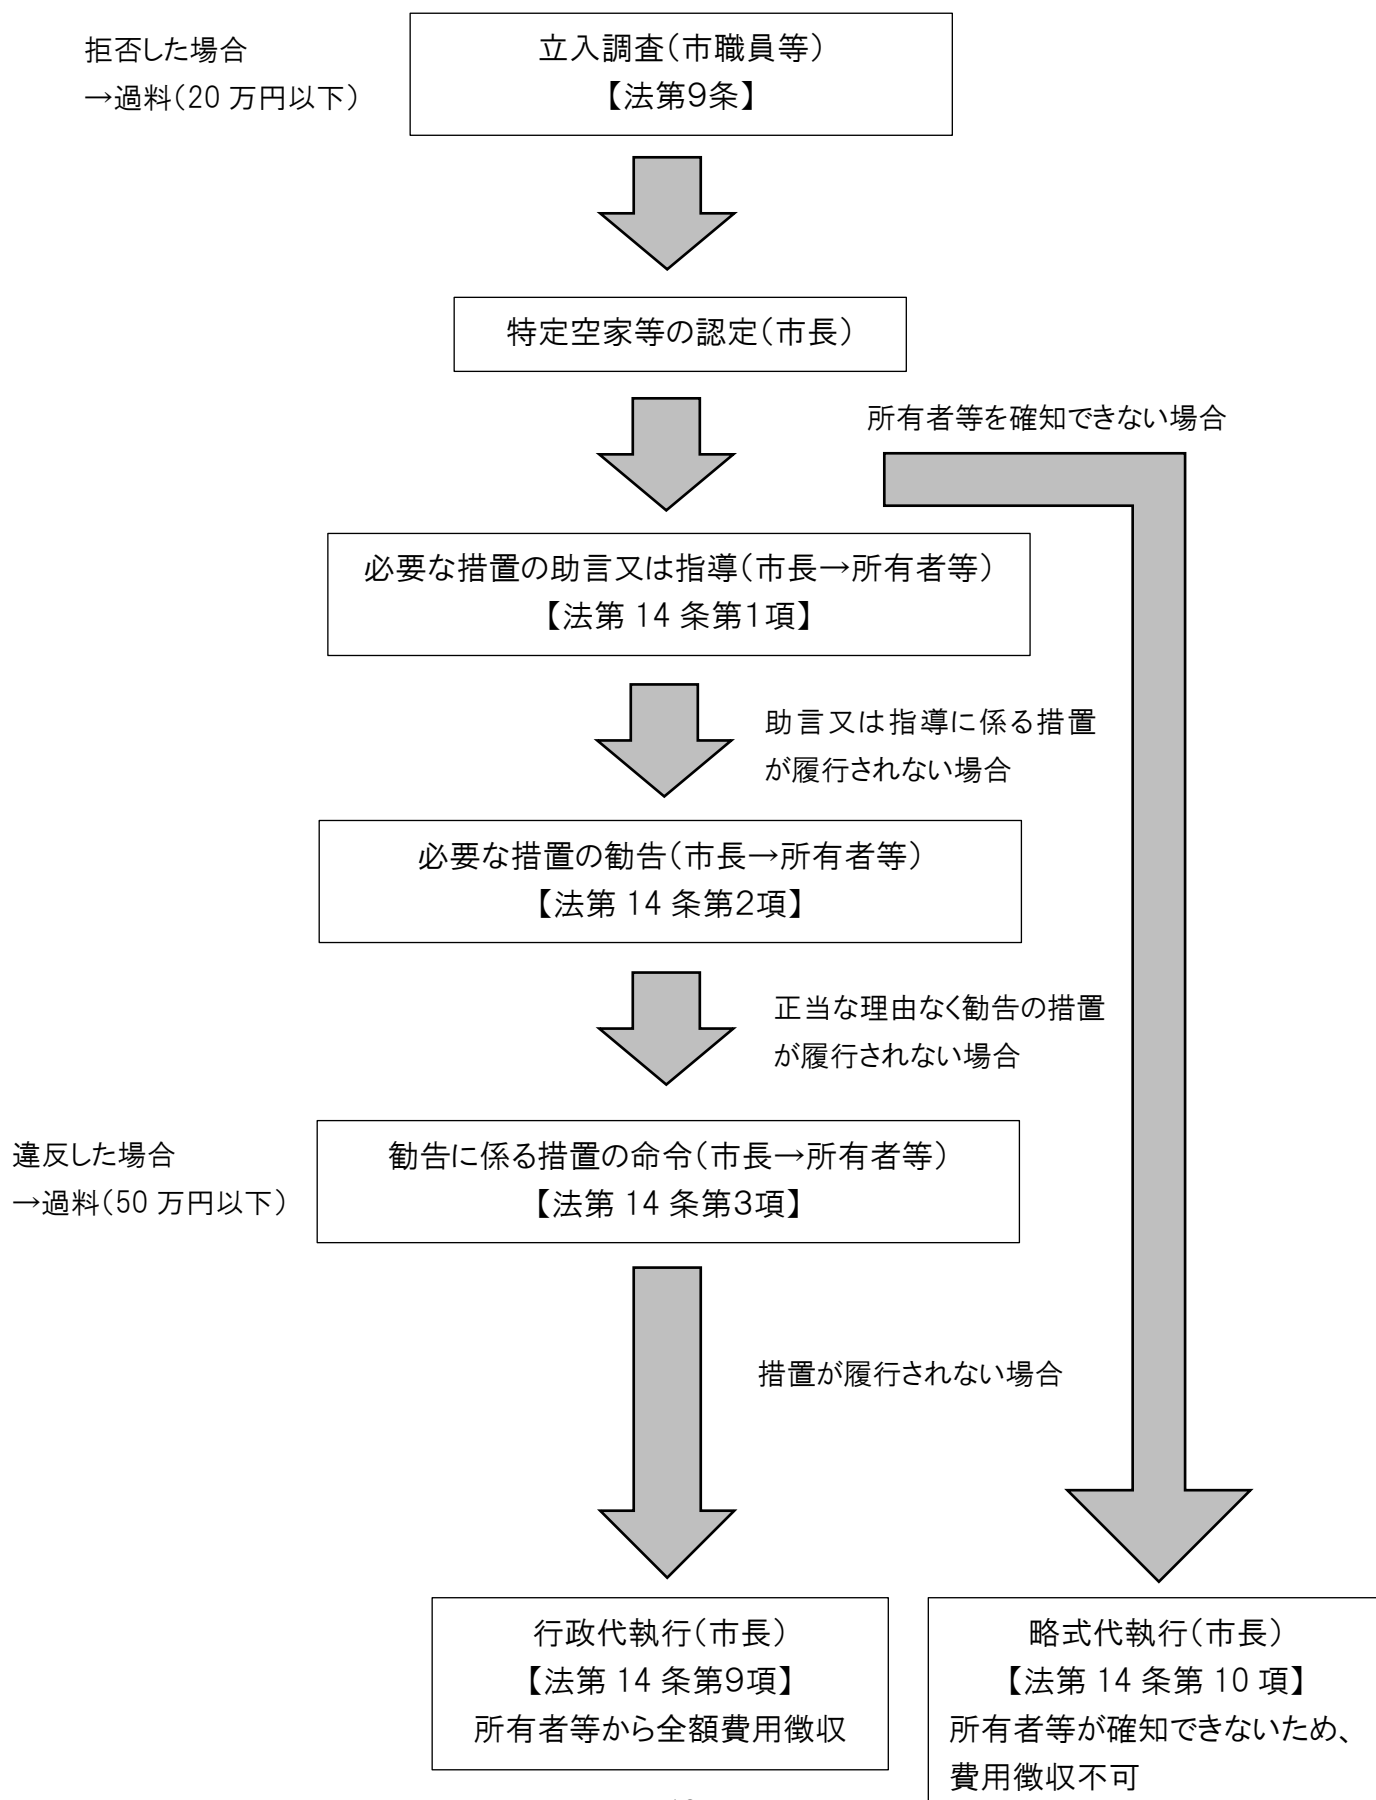 拒否した場合
→過料(20 万円以下)
立入調査(市職員等)
【法第9条】
特定空家等の認定(市長)
所有者等を確知できない場合
必要な措置の助言又は指導(市長→所有者等)
【法第 14 条第1項】
助言又は指導に係る措置
が履行されない場合
必要な措置の勧告(市長→所有者等)
【法第 14 条第2項】
正当な理由なく勧告の措置
が履行されない場合
違反した場合
→過料(50 万円以下)
勧告に係る措置の命令(市長→所有者等)
【法第 14 条第3項】
措置が履行されない場合
行政代執行(市長)
【法第 14 条第9項】
所有者等から全額費用徴収
略式代執行(市長)
【法第 14 条第 10 項】
所有者等が確知できないため、
費用徴収不可